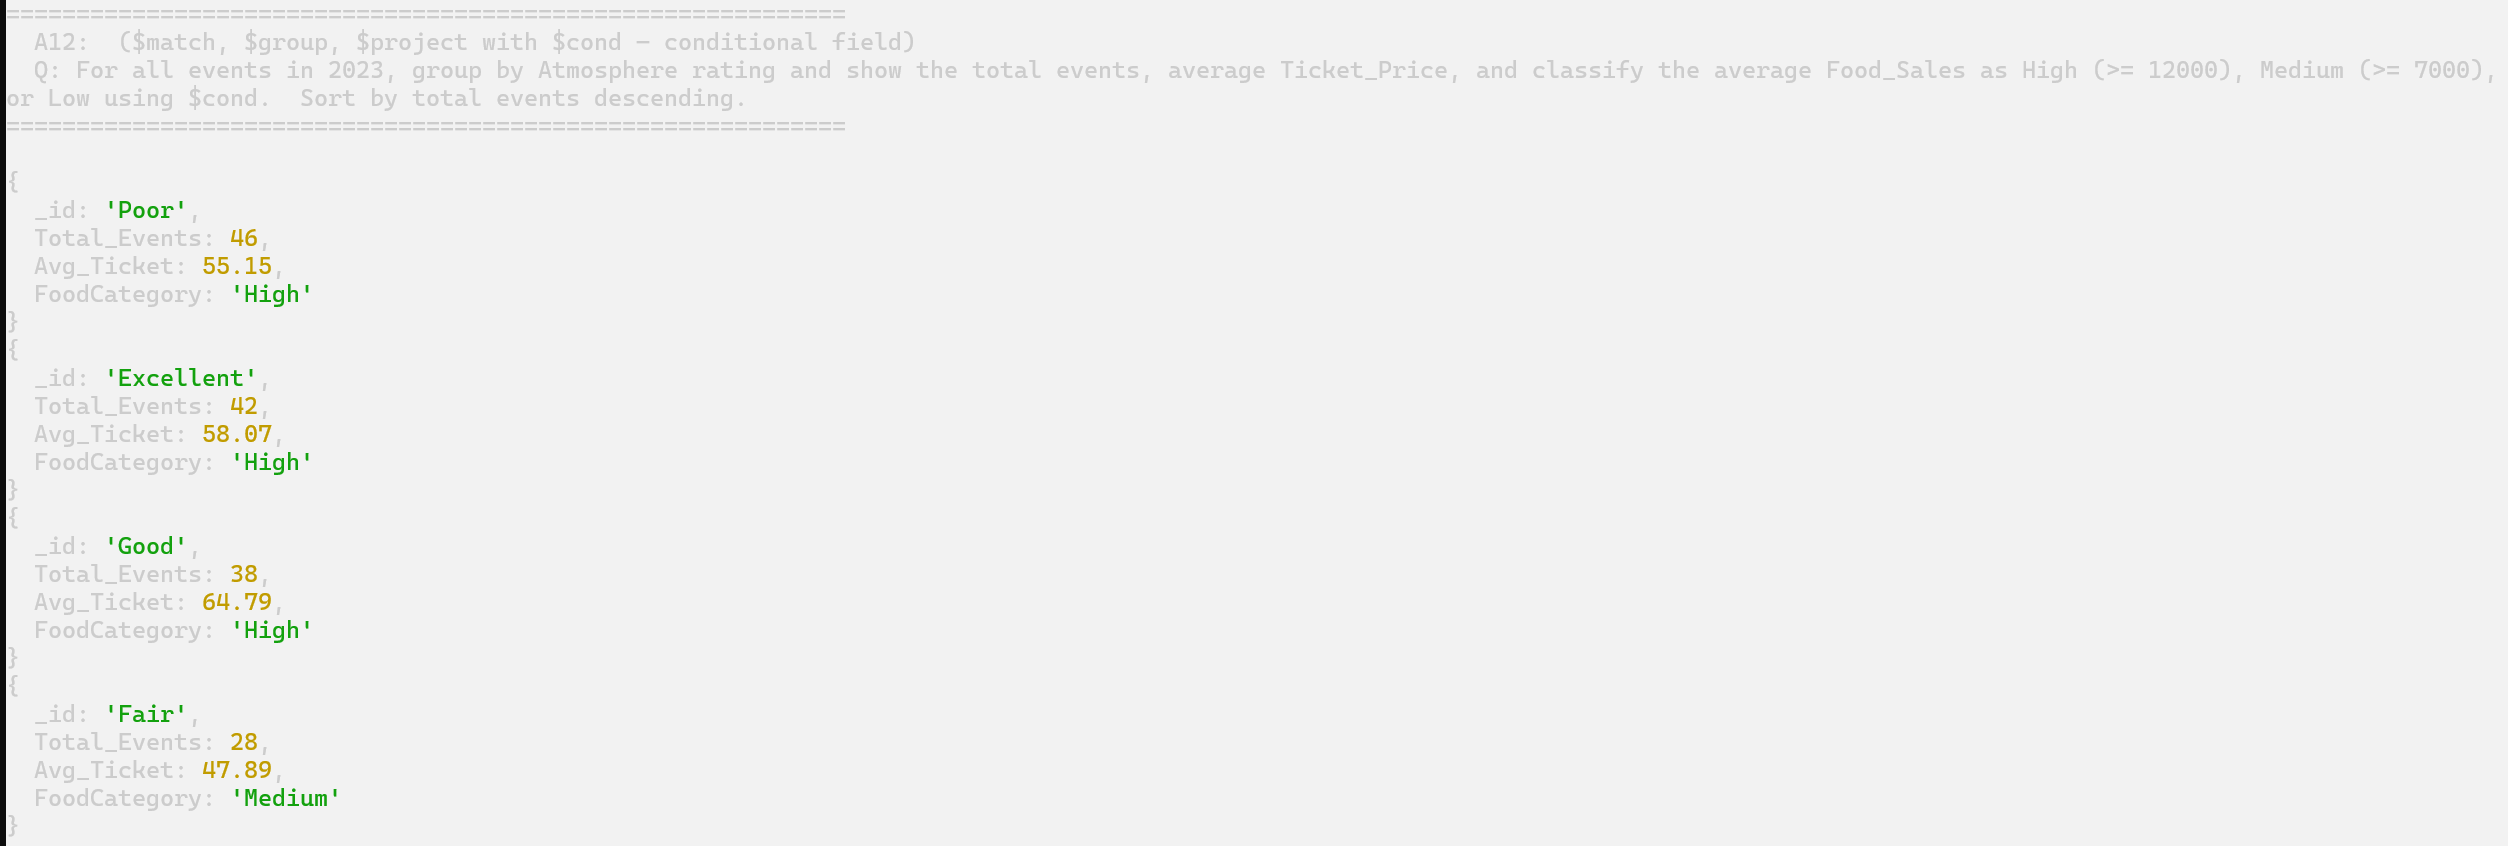 ============================================================
A12:  ($match, $group, $project with $cond — conditional field)
Q: For all events in 2023, group by Atmosphere rating and show the total events, average Ticket_Price, and classify the average Food_Sales as High (>= 12000), Medium (>= 7000),
or Low using $cond.  Sort by total events descending.
============================================================
{
_id: 'Poor',
Total_Events: 46,
Avg_Ticket: 55.15,
FoodCategory: 'High'
}
{
_id: 'Excellent',
Total_Events: 42,
Avg_Ticket: 58.07,
FoodCategory: 'High'
}
{
_id: 'Good',
Total_Events: 38,
Avg_Ticket: 64.79,
FoodCategory: 'High'
}
{
_id: 'Fair',
Total_Events: 28,
Avg_Ticket: 47.89,
FoodCategory: 'Medium'
}